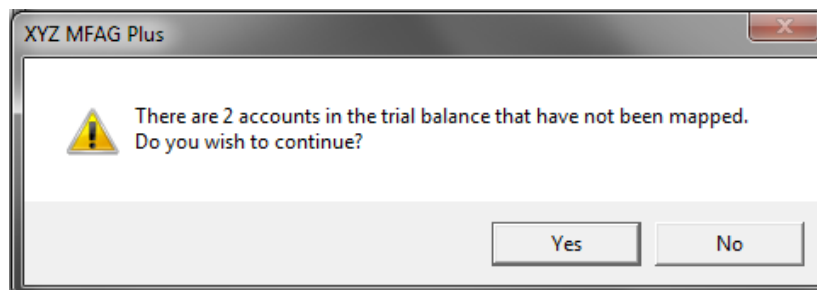 XYZ MFAG Plus
There are 2 accounts in the trial balance that have not been mapped.
Do you wish to continue?
Yes
No